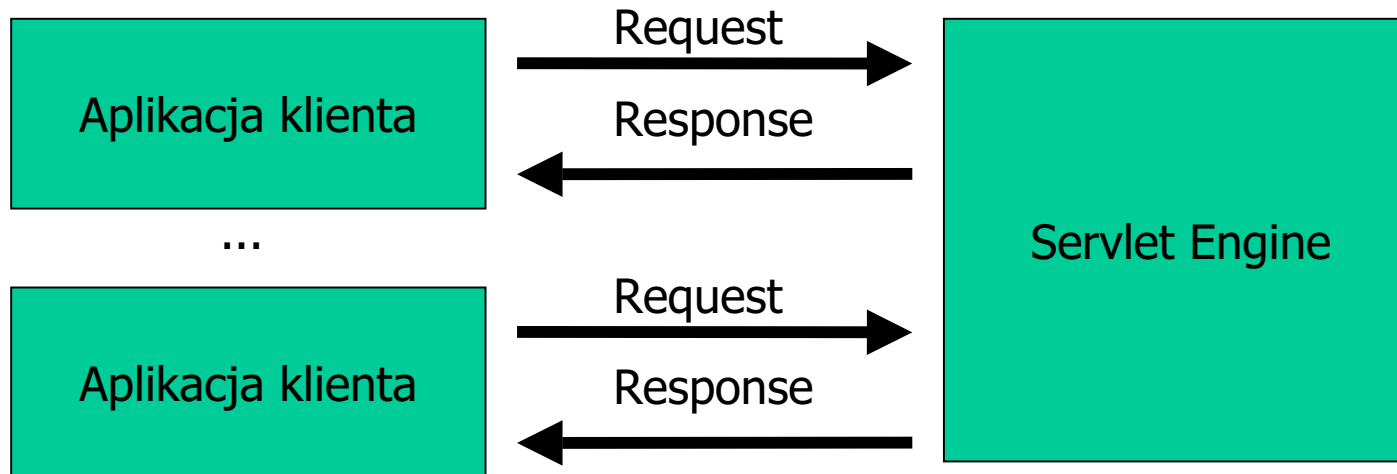 Request
Aplikacja klienta
Response
...
Servlet Engine
Request
Aplikacja klienta
Response